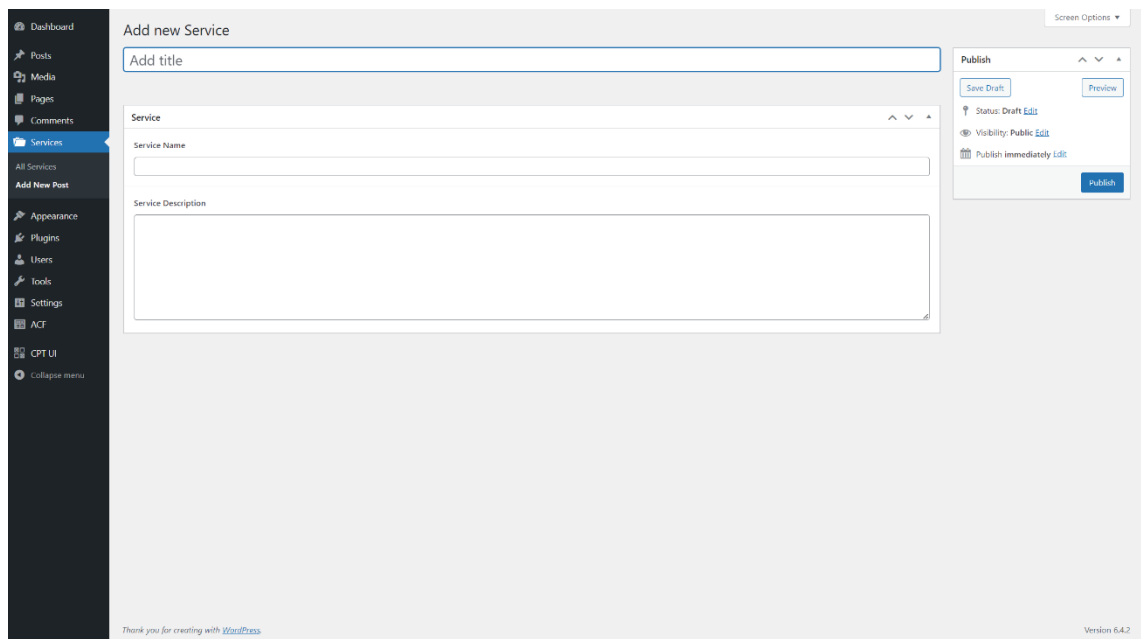 Dashboard
Posts
Media
Pages
Comments
Services
All Services
Add New Post
Appearance
Plugins
Users
Tools
Settings
ACF
CPT UI
Collapse menu
Screen Options
Add new Service
Add title
Service
Service Name
Service Description
Publish
Save Draft
Preview
Status: Draft Edit
Visibility: Public Edit
Publish immediately Edit
Publish
Thank you for creating with WordPress.
Version 6.4.2